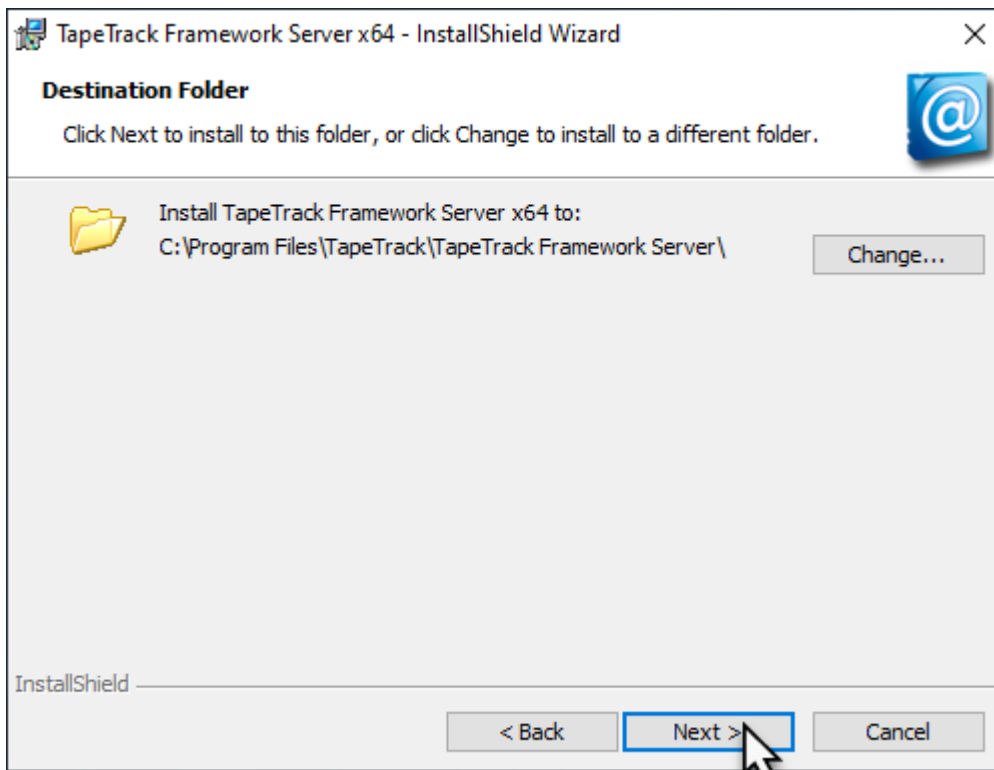 TapeTrack Framework Server x64 - InstallShield Wizard
Destination Folder
Click Next to install to this folder, or click Change to install to a different folder.
Install TapeTrack Framework Server x64 to:
C:\Program Files\TapeTrack\TapeTrack Framework Server\
Change...
InstallShield
< Back
Next >
Cancel